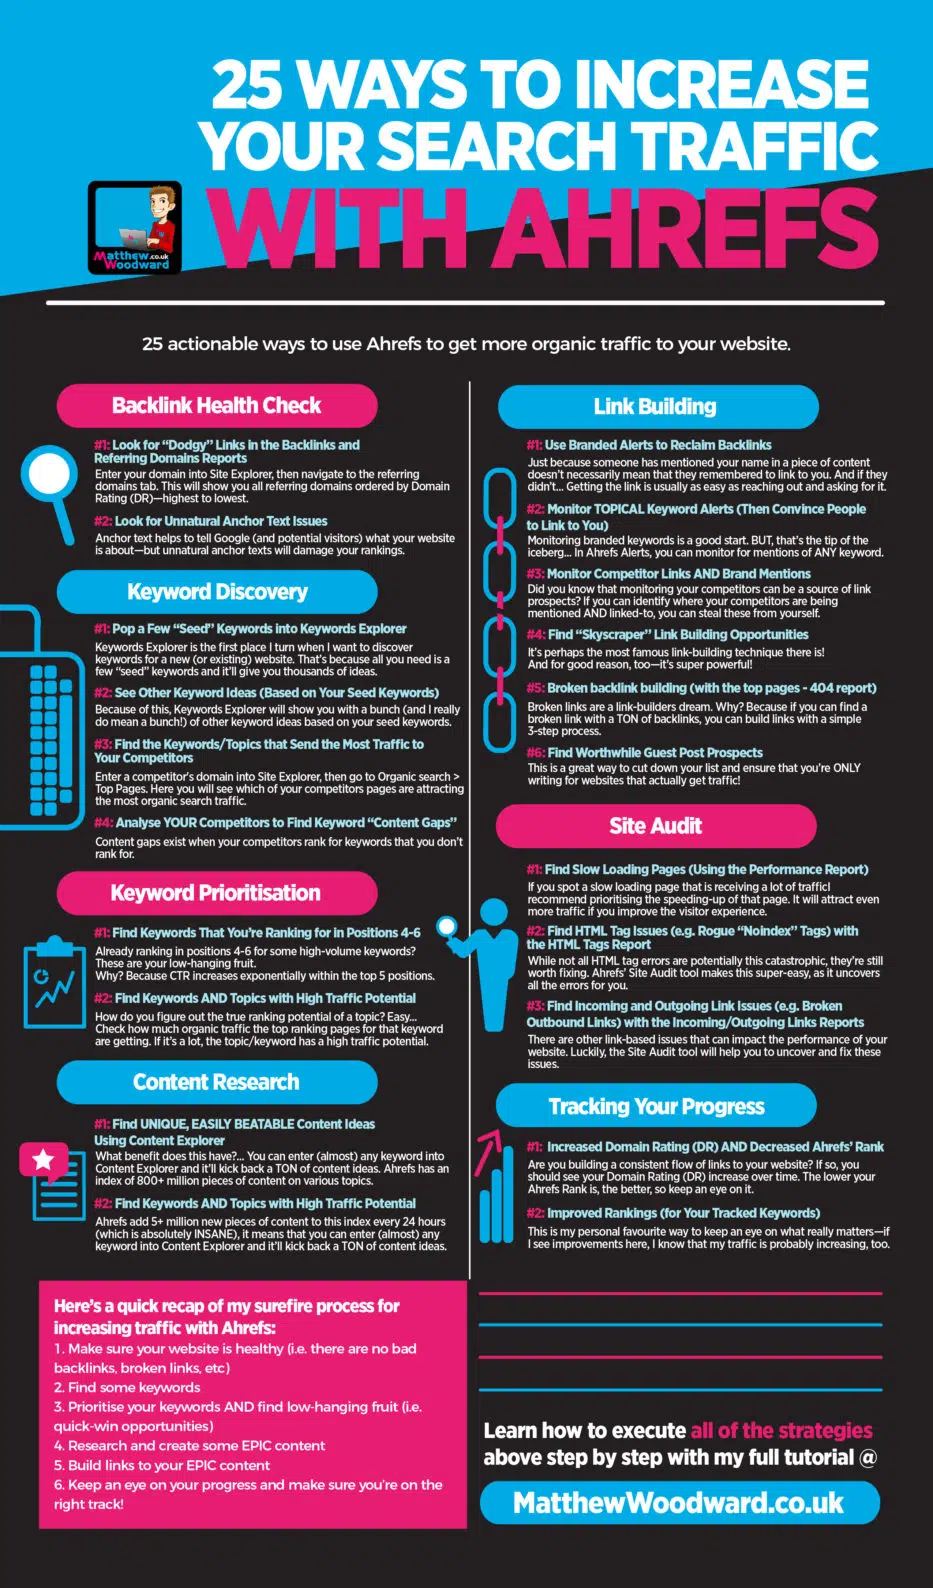 25 WAYS TO INCREASE
YOUR SEARCH TRAFFIC
WITH AHREFS
Matthew.co.uk
Woodward
25 actionable ways to use Ahrefs to get more organic traffic to your website.
Backlink Health Check
#1: Look for “Dodgy” Links in the Backlinks and
Referring Domains Reports
Enter your domain into Site Explorer, then navigate to the referring
domains tab. This will show you all referring domains ordered by Domain
Rating (DR)—highest to lowest.
#2: Look for Unnatural Anchor Text Issues
Anchor text helps to tell Google (and potential visitors) what your website
is about—but unnatural anchor texts will damage your rankings.
Keyword Discovery
#1: Pop a Few “Seed” Keywords into Keywords Explorer
Keywords Explorer is the first place I turn when I want to discover
keywords for a new (or existing) website. That's because all you need is a
few “seed” keywords and it'll give you thousands of ideas.
#2: See Other Keyword Ideas (Based on Your Seed Keywords)
Because of this, Keywords Explorer will show you with a bunch (and I really
do mean a bunch!) of other keyword ideas based on your seed keywords.
#3: Find the Keywords/Topics that Send the Most Traffic to
Your Competitors
Enter a competitor's domain into Site Explorer, then go to Organic search >
Top Pages. Here you will see which of your competitors pages are attracting
the most organic search traffic.
#4: Analyse YOUR Competitors to Find Keyword “Content Gaps”
Content gaps exist when your competitors rank for keywords that you don't
rank for.
Keyword Prioritisation
#1: Find Keywords That You're Ranking for in Positions 4-6
Already ranking in positions 4-6 for some high-volume keywords?
These are your low-hanging fruit.
Why? Because CTR increases exponentially within the top 5 positions.
#2: Find Keywords AND Topics with High Traffic Potential
How do you figure out the true ranking potential of a topic? Easy...
Check how much organic traffic the top ranking pages for that keyword
are getting. If it's a lot, the topic/keyword has a high traffic potential.
Content Research
#1: Find UNIQUE, EASILY BEATABLE Content Ideas
Using Content Explorer
What benefit does this have?... You can enter (almost) any keyword into
Content Explorer and it'll kick back a TON of content ideas. Ahrefs has an
index of 800+ million pieces of content on various topics.
#2: Find Keywords AND Topics with High Traffic Potential
Ahrefs add 5+ million new pieces of content to this index every 24 hours
(which is absolutely INSANE), it means that you can enter (almost) any
keyword into Content Explorer and it'll kick back a TON of content ideas.
Link Building
#1: Use Branded Alerts to Reclaim Backlinks
Just because someone has mentioned your name in a piece of content
doesn't necessarily mean that they remembered to link to you. And if they
didn't... Getting the link is usually as easy as reaching out and asking for it.
#2: Monitor TOPICAL Keyword Alerts (Then Convince People
to Link to You)
Monitoring branded keywords is a good start. BUT, that's the tip of the
iceberg... In Ahrefs Alerts, you can monitor for mentions of ANY keyword.
#3: Monitor Competitor Links AND Brand Mentions
Did you know that monitoring your competitors can be a source of link
prospects? If you can identify where your competitors are being
mentioned AND linked-to, you can steal these from yourself.
#4: Find “Skyscraper” Link Building Opportunities
It's perhaps the most famous link-building technique there is!
And for good reason, too—it's super powerful!
#5: Broken backlink building (with the top pages - 404 report)
Broken links are a link-builders dream. Why? Because if you can find a
broken link with a TON of backlinks, you can build links with a simple
3-step process.
#6: Find Worthwhile Guest Post Prospects
This is a great way to cut down your list and ensure that you're ONLY
writing for websites that actually get traffic!
Site Audit
#1: Find Slow Loading Pages (Using the Performance Report)
If you spot a slow loading page that is receiving a lot of trafficI
recommend prioritising the speeding-up of that page. It will attract even
more traffic if you improve the visitor experience.
#2: Find HTML Tag Issues (e.g. Rogue “Noindex” Tags) with
the HTML Tags Report
While not all HTML tag errors are potentially this catastrophic, they're still
worth fixing. Ahrefs' Site Audit tool makes this super-easy, as it uncovers
all the errors for you.
#3: Find Incoming and Outgoing Link Issues (e.g. Broken
Outbound Links) with the Incoming/Outgoing Links Reports
There are other link-based issues that can impact the performance of your
website. Luckily, the Site Audit tool will help you to uncover and fix these
issues.
Tracking Your Progress
#1: Increased Domain Rating (DR) AND Decreased Ahrefs' Rank
Are you building a consistent flow of links to your website? If so, you
should see your Domain Rating (DR) increase over time. The lower your
Ahrefs Rank is, the better, so keep an eye on it.
#2: Improved Rankings (for Your Tracked Keywords)
This is my personal favourite way to keep an eye on what really matters—if
I see improvements here, I know that my traffic is probably increasing, too.
Here's a quick recap of my surefire process for
increasing traffic with Ahrefs:
1. Make sure your website is healthy (i.e. there are no bad
backlinks, broken links, etc)
2. Find some keywords
3. Prioritise your keywords AND find low-hanging fruit (i.e.
quick-win opportunities)
4. Research and create some EPIC content
5. Build links to your EPIC content
6. Keep an eye on your progress and make sure you're on the
right track!
Learn how to execute all of the strategies
above step by step with my full tutorial @
MatthewWoodward.co.uk